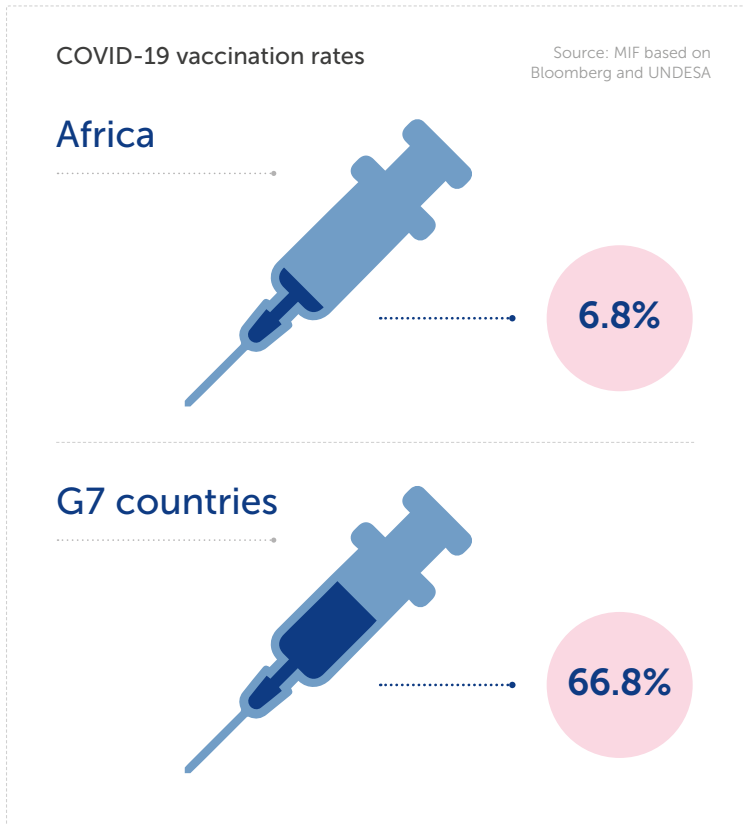 COVID-19 vaccination rates
Source: MIF based on
Bloomberg and UNDESA
Africa
6.8%
G7 countries
66.8%